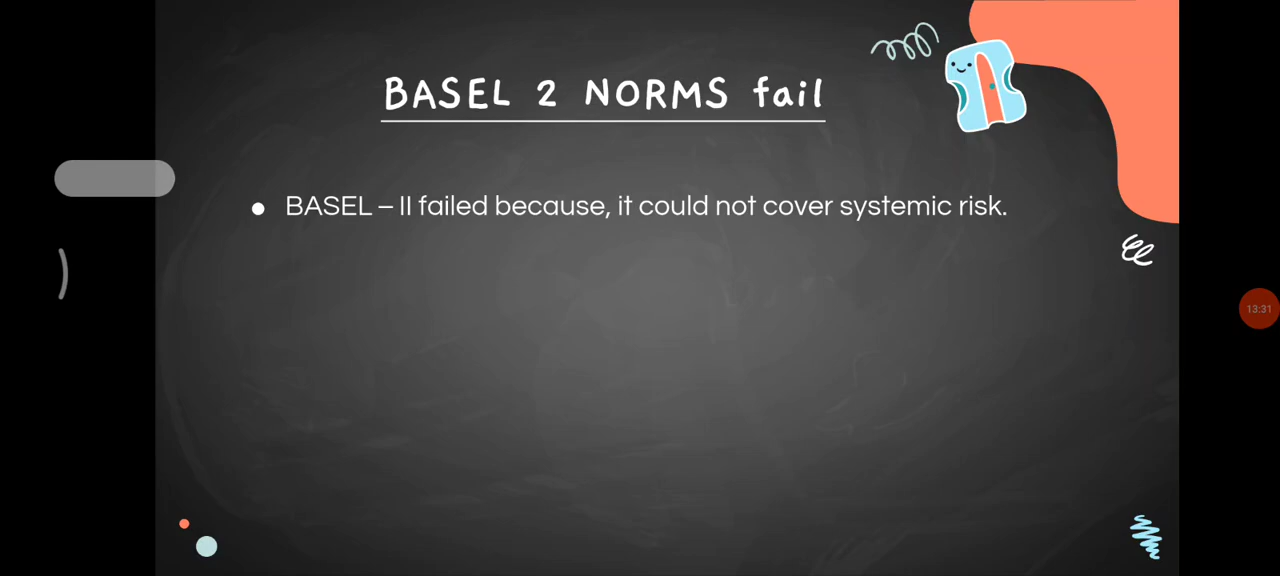 BASEL 2 NORMS fail
● BASEL – II failed because, it could not cover systemic risk.
13:31